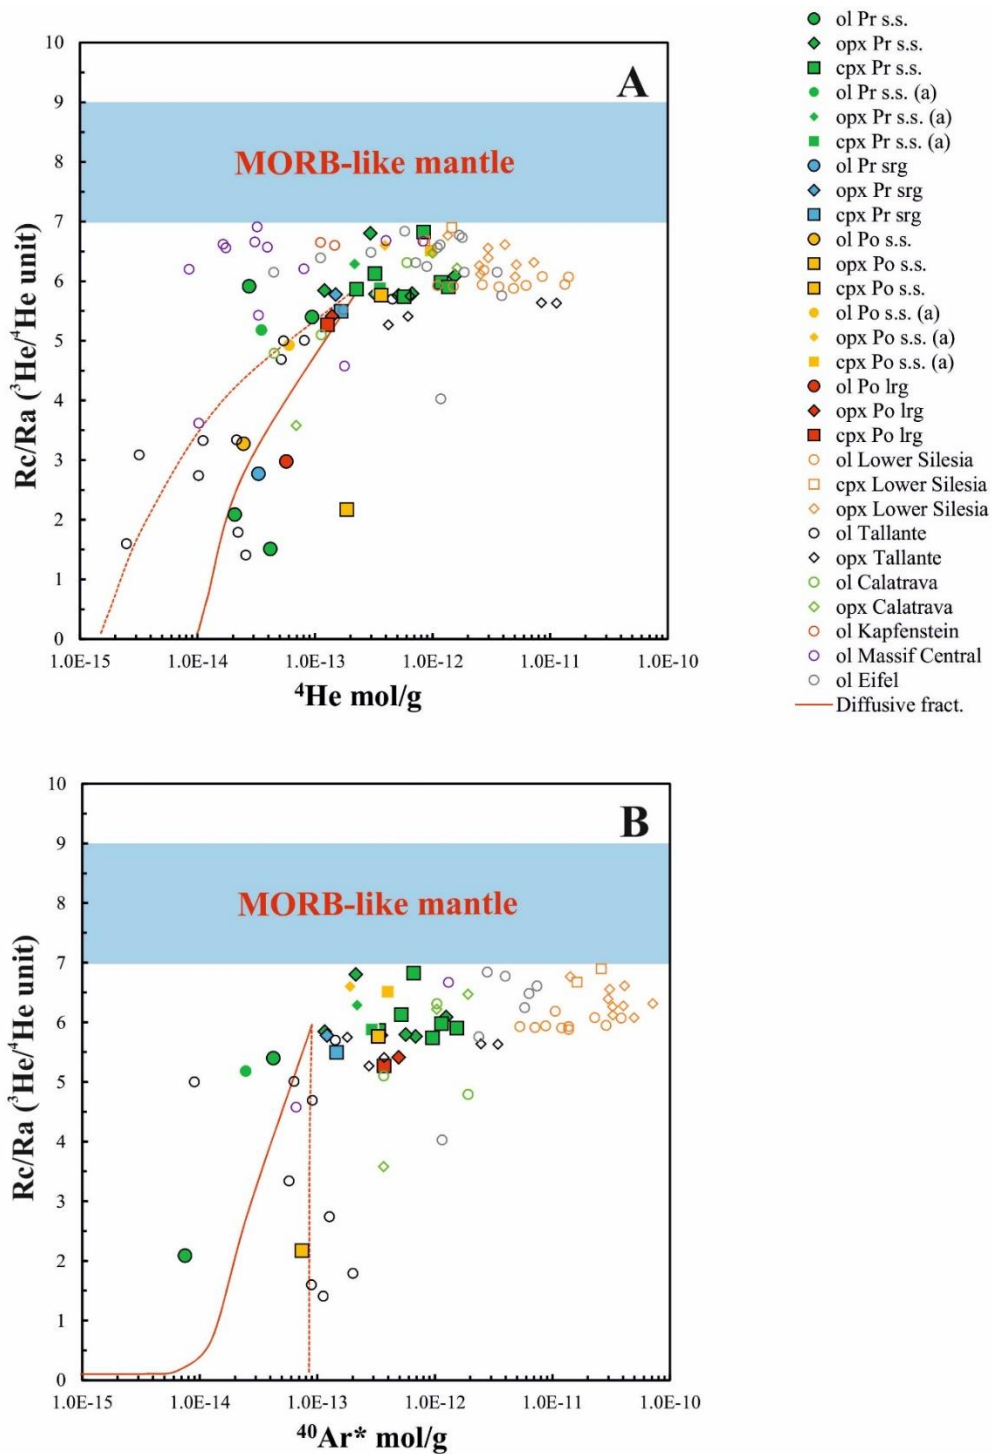 A
10
9
8
7
6
5
4
3
2
1
0
MORB-like mantle
Rc/Ra (³He/⁴He unit)
1.0E-15 1.0E-14 1.0E-13 1.0E-12 1.0E-11 1.0E-10
⁴He mol/g
ol Pr s.s.
opx Pr s.s.
cpx Pr s.s.
ol Pr s.s. (a)
opx Pr s.s. (a)
cpx Pr s.s. (a)
ol Pr srg
opx Pr srg
cpx Pr srg
ol Po s.s.
opx Po s.s.
cpx Po s.s.
ol Po s.s. (a)
opx Po s.s. (a)
cpx Po s.s. (a)
ol Po lrg
opx Po lrg
cpx Po lrg
ol Lower Silesia
cpx Lower Silesia
opx Lower Silesia
ol Tallante
opx Tallante
ol Calatrava
opx Calatrava
ol Kapfenstein
ol Massif Central
ol Eifel
Diffusive fract.
B
10
9
8
7
6
5
4
3
2
1
0
MORB-like mantle
Rc/Ra (³He/⁴He unit)
1.0E-15 1.0E-14 1.0E-13 1.0E-12 1.0E-11 1.0E-10
⁴⁰Ar* mol/g